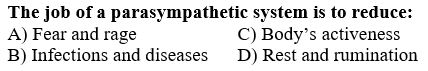 The job of a parasympathetic system is to reduce:
A) Fear and rage C) Body’s activeness
B) Infections and diseases D) Rest and rumination